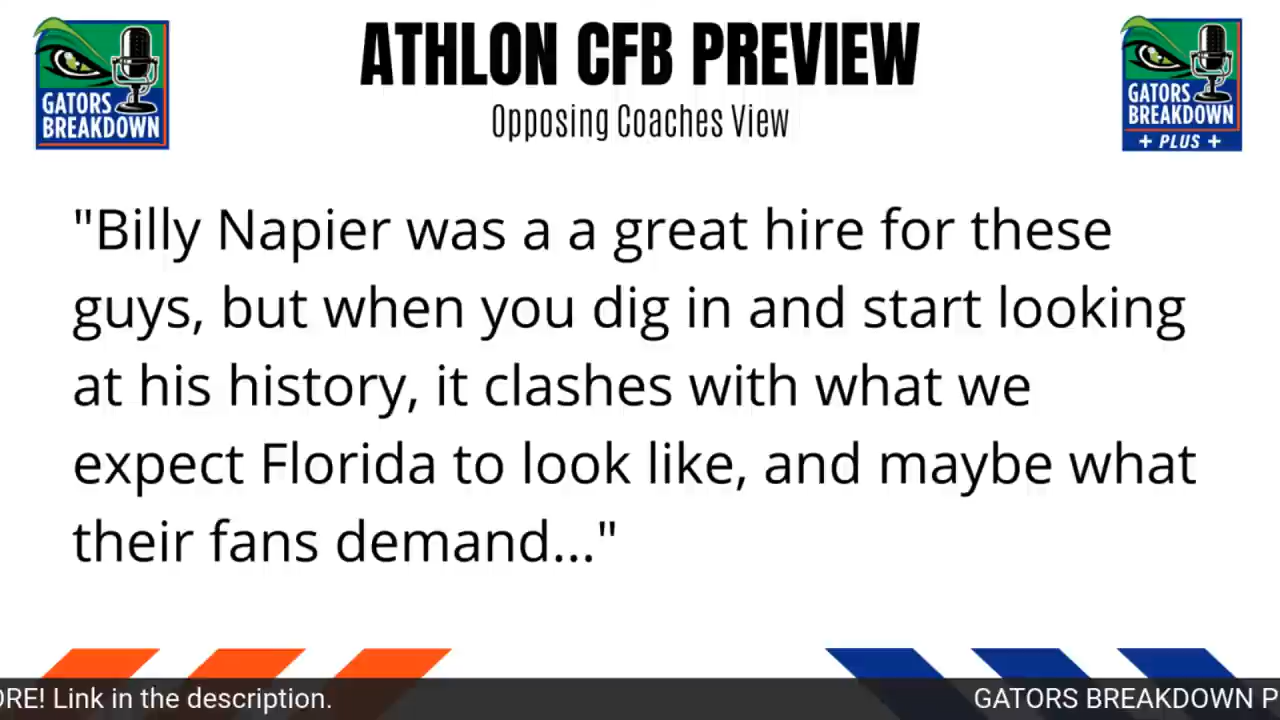 ATHLON CFB PREVIEW
Opposing Coaches View
GATORS
BREAKDOWN
GATORS
BREAKDOWN
+ PLUS +
"Billy Napier was a a great hire for these
guys, but when you dig in and start looking
at his history, it clashes with what we
expect Florida to look like, and maybe what
their fans demand..."
ORE! Link in the description.
GATORS BREAKDOWN P